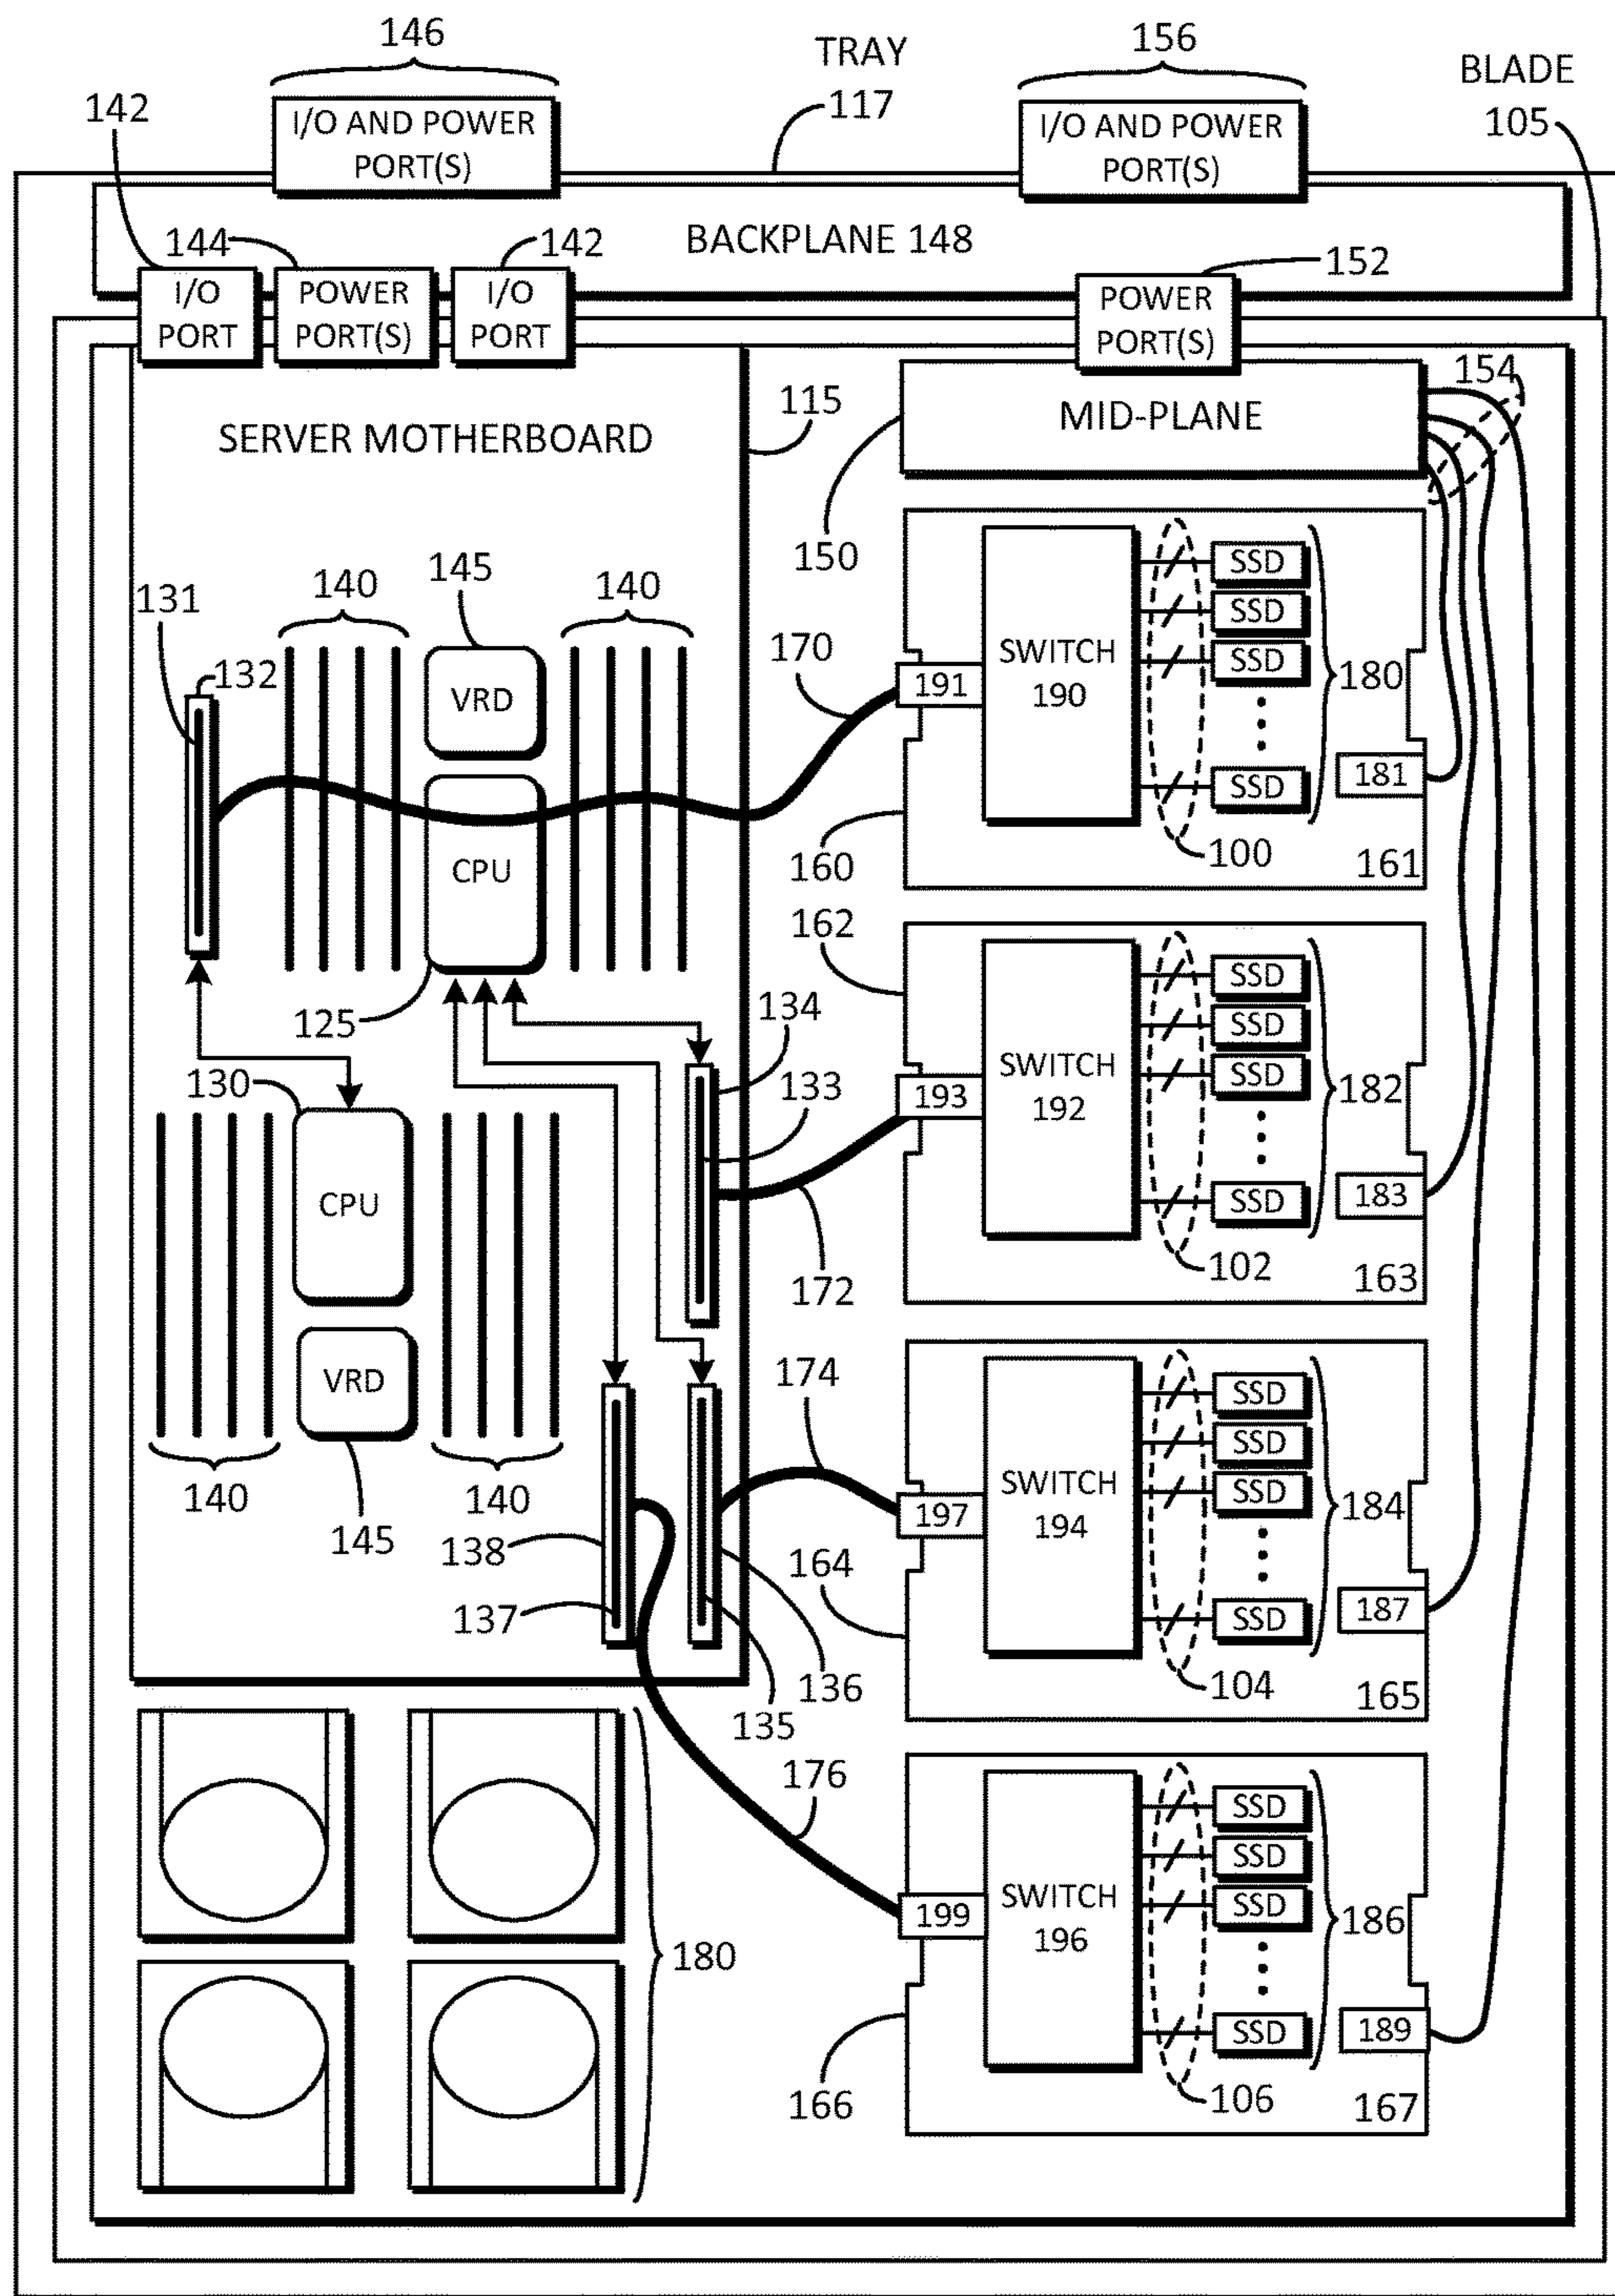 146
TRAY
156
BLADE
142
I/O AND POWER
PORT(S)
117
I/O AND POWER
PORT(S)
105
144
142
BACKPLANE 148
152
I/O
PORT
POWER
PORT(S)
I/O
PORT
POWER
PORT(S)
154
115
MID-PLANE
SERVER MOTHERBOARD
150
145
140
140
131
132
VRD
170
191
SWITCH
190
SSD
SSD
SSD
SSD
180
181
CPU
160
100
161
125
162
134
130
133
193
SWITCH
192
SSD
SSD
SSD
SSD
182
183
CPU
172
102
163
VRD
174
140
140
145
138
137
197
SWITCH
194
SSD
SSD
SSD
SSD
184
187
164
136
135
104
165
176
180
199
SWITCH
196
SSD
SSD
SSD
SSD
186
189
166
106
167